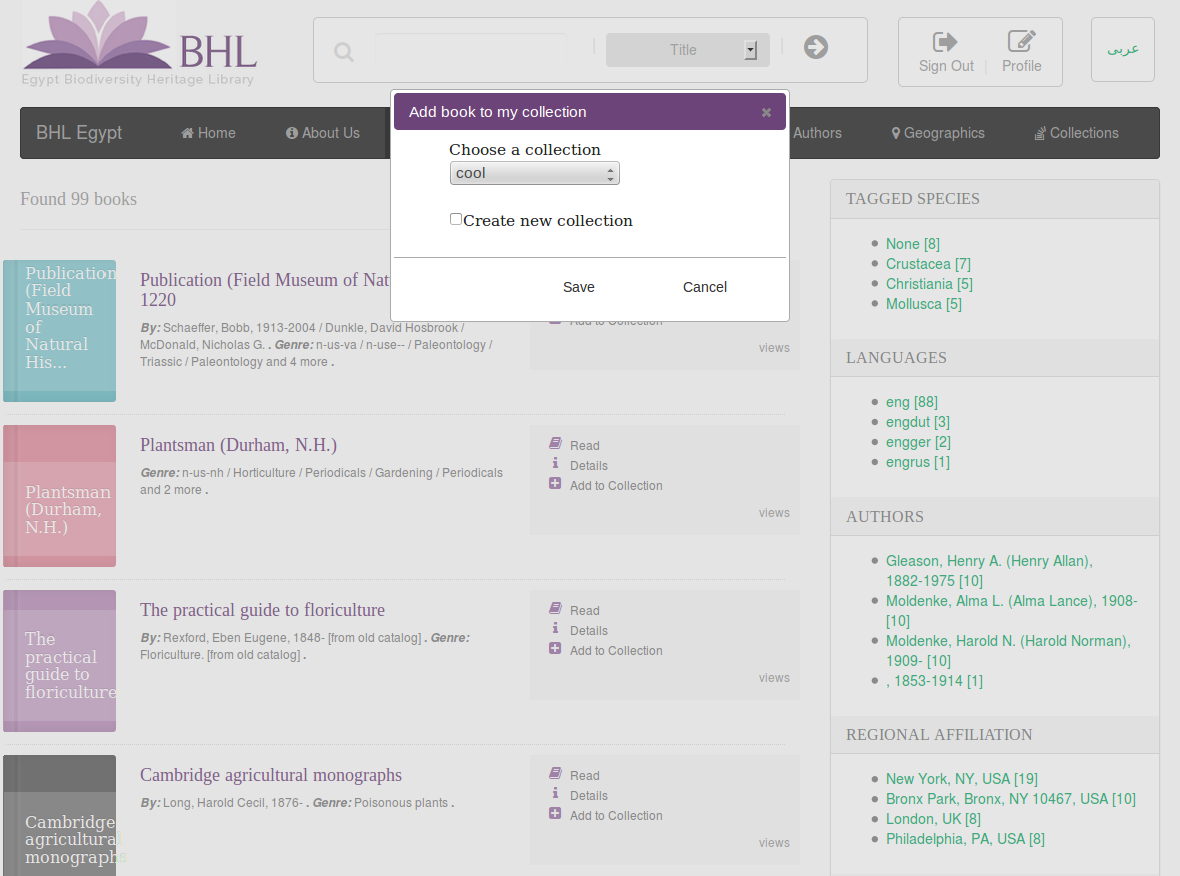 BHL
Egypt Biodiversity Heritage Library
Title
Sign Out
Profile
عربى
BHL Egypt
Home
About Us
Authors
Geographics
Collections
Add book to my collection
×
Choose a collection
cool
Create new collection
Save
Cancel
Found 99 books
Publication
(Field
Museum
of
Natural
His...
Publication (Field Museum of Nat
1220
By: Schaeffer, Bobb, 1913-2004 / Dunkle, David Hosbrook /
McDonald, Nicholas G. . Genre: n-us-va / n-use-- / Paleontology /
Triassic / Paleontology and 4 more .
Add to Collection
views
Plantsman
(Durham,
N.H.)
Plantsman (Durham, N.H.)
Genre: n-us-nh / Horticulture / Periodicals / Gardening / Periodicals
and 2 more .
Read
Details
Add to Collection
views
The
practical
guide to
floriculture
The practical guide to floriculture
By: Rexford, Eben Eugene, 1848- [from old catalog] . Genre:
Floriculture. [from old catalog] .
Read
Details
Add to Collection
views
Cambridge
agricultural
monographs
Cambridge agricultural monographs
By: Long, Harold Cecil, 1876- . Genre: Poisonous plants .
Read
Details
Add to Collection
views
TAGGED SPECIES
None [8]
Crustacea [7]
Christiania [5]
Mollusca [5]
LANGUAGES
eng [88]
engdut [3]
engger [2]
engrus [1]
AUTHORS
Gleason, Henry A. (Henry Allan),
1882-1975 [10]
Moldenke, Alma L. (Alma Lance), 1908-
[10]
Moldenke, Harold N. (Harold Norman),
1909- [10]
, 1853-1914 [1]
REGIONAL AFFILIATION
New York, NY, USA [19]
Bronx Park, Bronx, NY 10467, USA [10]
London, UK [8]
Philadelphia, PA, USA [8]